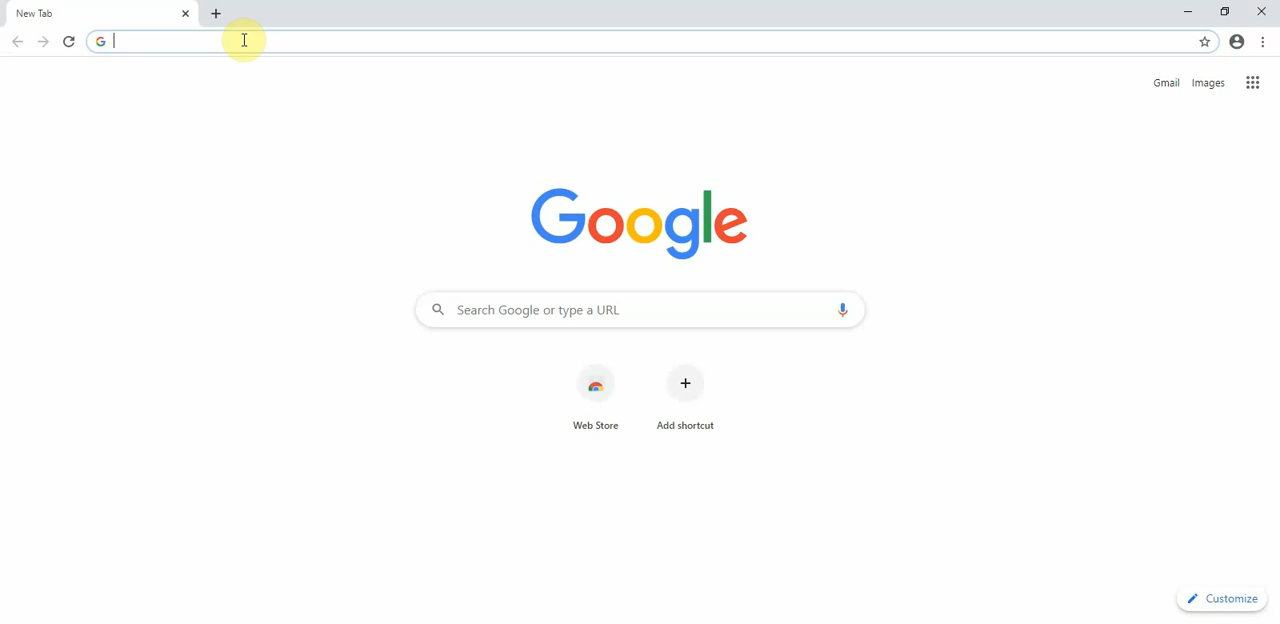 New Tab
Gmail Images
Google
Search Google or type a URL
Web Store Add shortcut
Customize